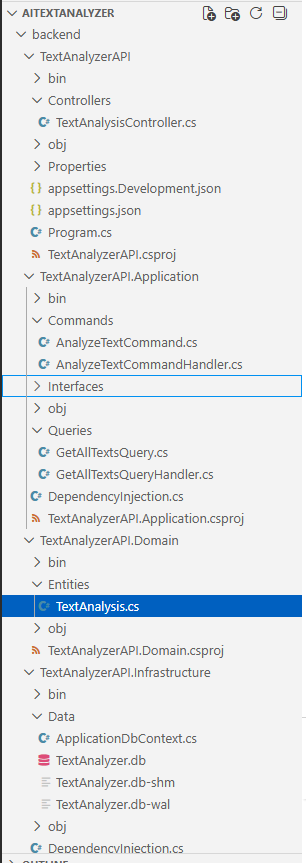 AITEXTANALYZER
backend
TextAnalyzerAPI
bin
Controllers
C# TextAnalysisController.cs
obj
Properties
{} appsettings.Development.json
{} appsettings.json
C# Program.cs
TextAnalyzerAPI.csproj
TextAnalyzerAPI.Application
bin
Commands
C# AnalyzeTextCommand.cs
C# AnalyzeTextCommandHandler.cs
Interfaces
obj
Queries
C# GetAllTextsQuery.cs
C# GetAllTextsQueryHandler.cs
C# DependencyInjection.cs
TextAnalyzerAPI.Application.csproj
TextAnalyzerAPI.Domain
bin
Entities
C# TextAnalysis.cs
obj
TextAnalyzerAPI.Domain.csproj
TextAnalyzerAPI.Infrastructure
bin
Data
C# ApplicationDbContext.cs
TextAnalyzer.db
TextAnalyzer.db-shm
TextAnalyzer.db-wal
obj
C# DependencyInjection.cs
OUTLINE